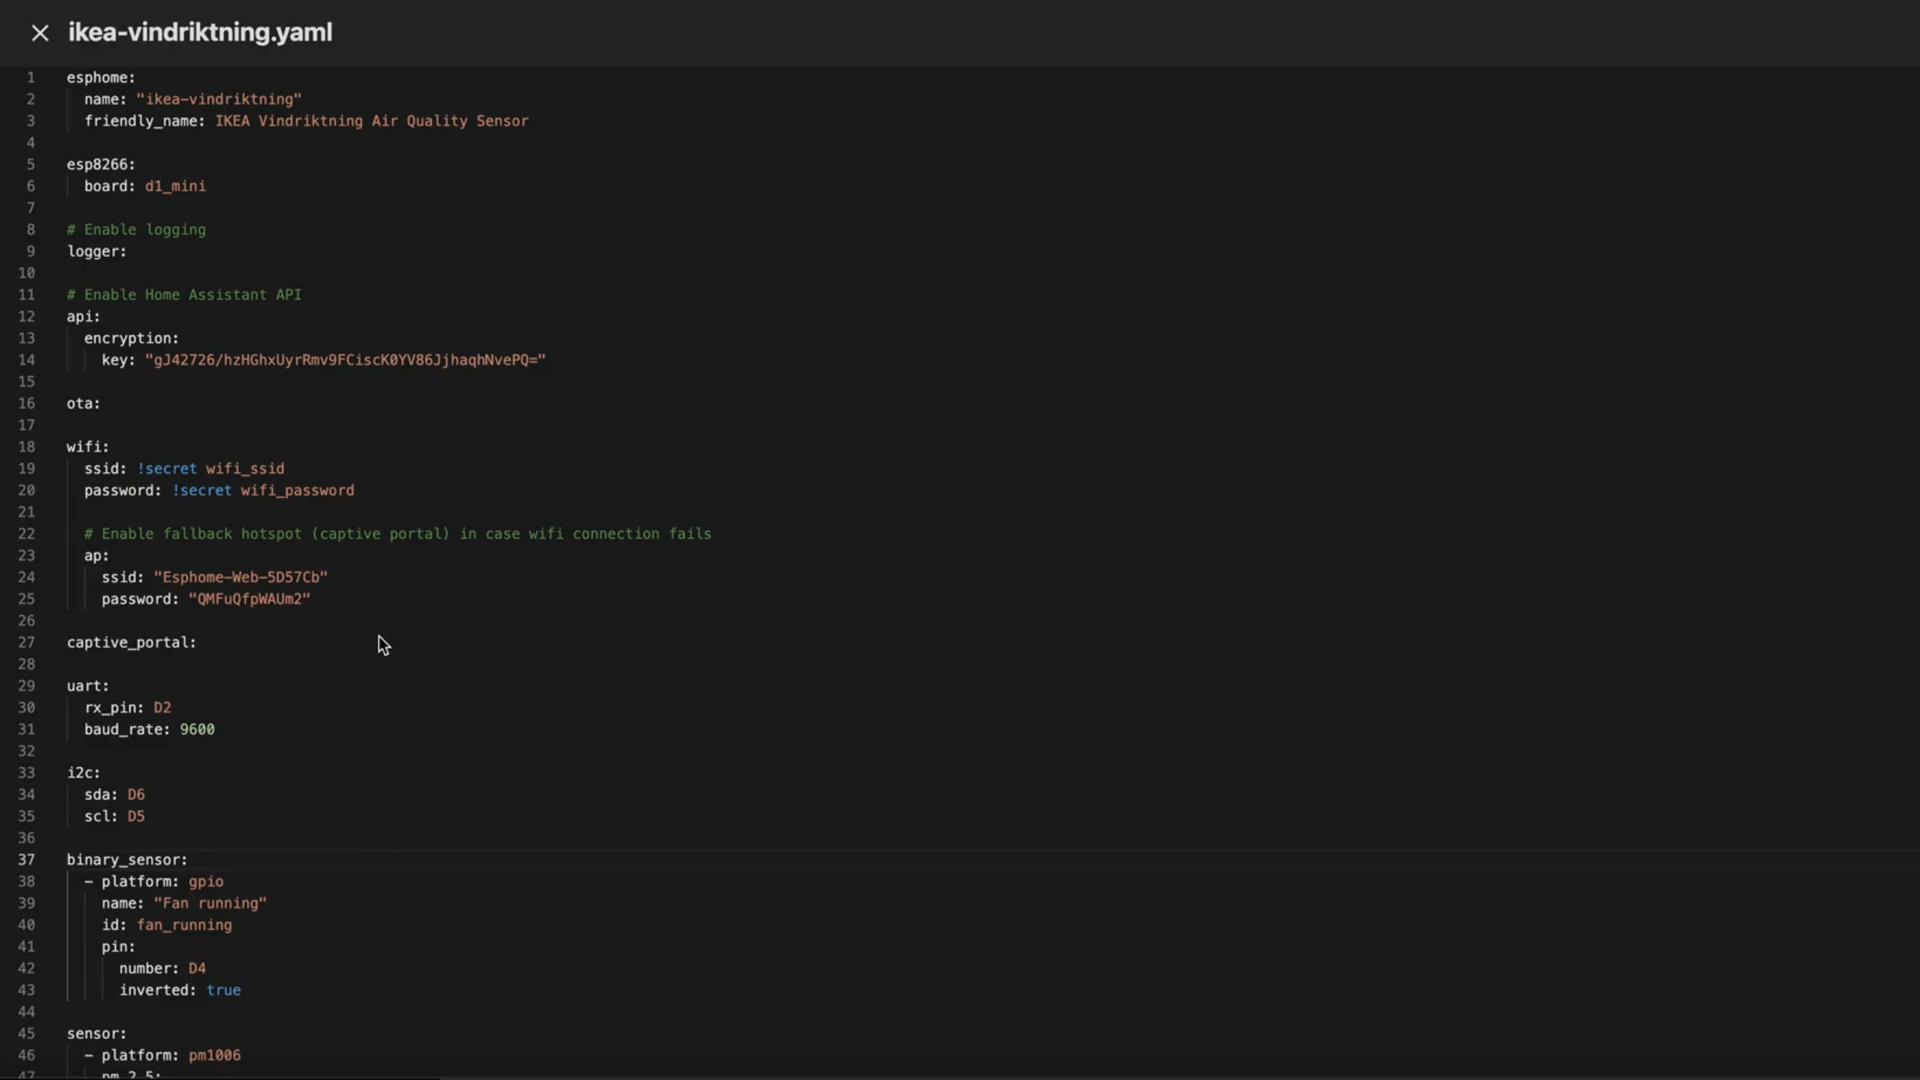 ikea-vindriktning.yaml
1 esphome:
2 name: "ikea-vindriktning"
3 friendly_name: IKEA Vindriktning Air Quality Sensor
4
5 esp8266:
6 board: d1_mini
7
8 # Enable logging
9 logger:
10
11 # Enable Home Assistant API
12 api:
13 encryption:
14 key: "gJ42726/hzHGhxUyrRmv9FCiscK0YV86JjhaqhNvePQ="
15
16 ota:
17
18 wifi:
19 ssid: !secret wifi_ssid
20 password: !secret wifi_password
21
22 # Enable fallback hotspot (captive portal) in case wifi connection fails
23 ap:
24 ssid: "Esphome-Web-5D57Cb"
25 password: "QMFuQfpWAUm2"
26
27 captive_portal:
28
29 uart:
30 rx_pin: D2
31 baud_rate: 9600
32
33 i2c:
34 sda: D6
35 scl: D5
36
37 binary_sensor:
38 - platform: gpio
39 name: "Fan running"
40 id: fan_running
41 pin:
42 number: D4
43 inverted: true
44
45 sensor:
46 - platform: pm1006
47 pm_2_5: